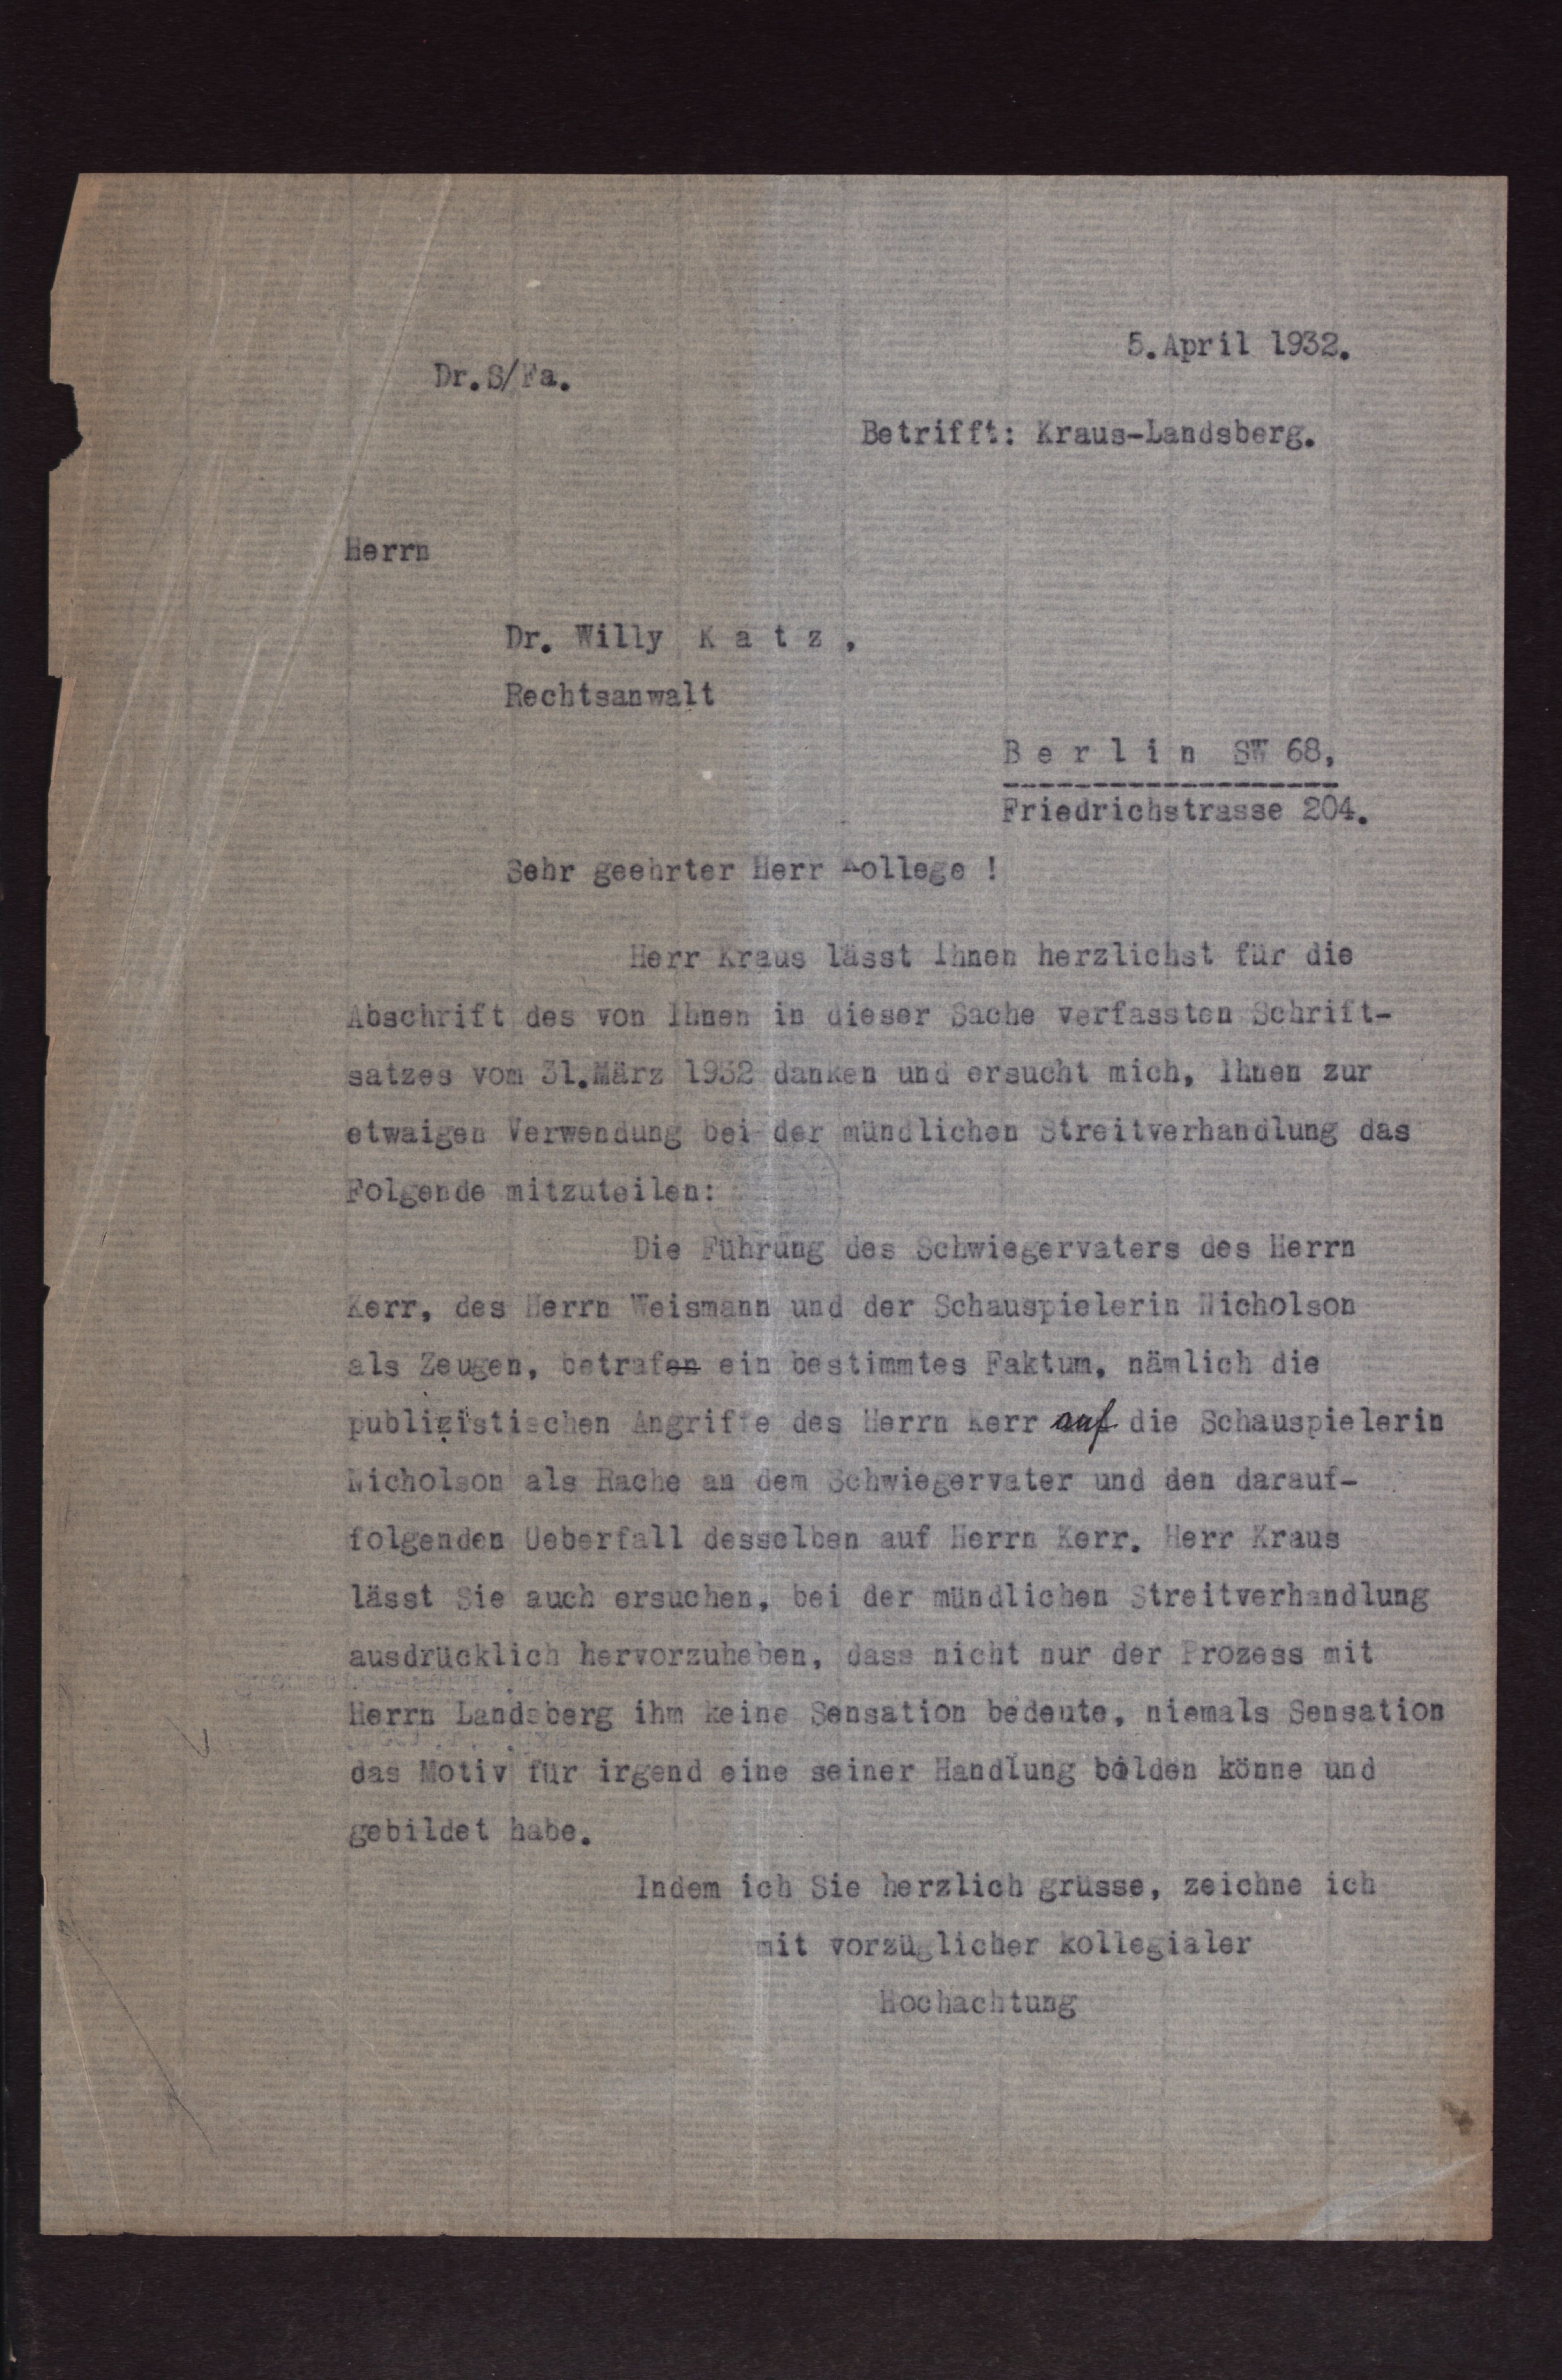 5.April 1932.
Dr.S/Fa.
Betrifft: Kraus-Landsberg.
Herrn
Dr. Willy K a t z ,
Rechtsanwalt
B e r l i n SW 68,
Friedrichstrasse 204.
Sehr geehrter Herr Kollege !
Herr Kraus lässt Ihnen herzlichst für die
Abschrift des von Ihnen in dieser Sache verfassten Schrift-
satzes vom 31.März 1932 danken und ersucht mich, Ihnen zur
etwaigen Verwendung bei der mündlichen Streitverhandlung das
Folgende mitzuteilen:
Die Führung des Schwiegervaters des Herrn
Kerr, des Herrn Weismann und der Schauspielerin Nicholson
als Zeugen, betrafen ein bestimmtes Faktum, nämlich die
publizistischen Angriffe des Herrn Kerr auf die Schauspielerin
Nicholson als Rache an dem Schwiegervater und den darauf-
folgenden Ueberfall desselben auf Herrn Kerr. Herr Kraus
lässt Sie auch ersuchen, bei der mündlichen Streitverhandlung
ausdrücklich hervorzuheben, dass nicht nur der Prozess mit
Herrn Landsberg ihm keine Sensation bedeute, niemals Sensation
das Motiv für irgend eine seiner Handlung bilden könne und
gebildet habe.
Indem ich Sie herzlich grüsse, zeichne ich
mit vorzüglicher kollegialer
Hochachtung